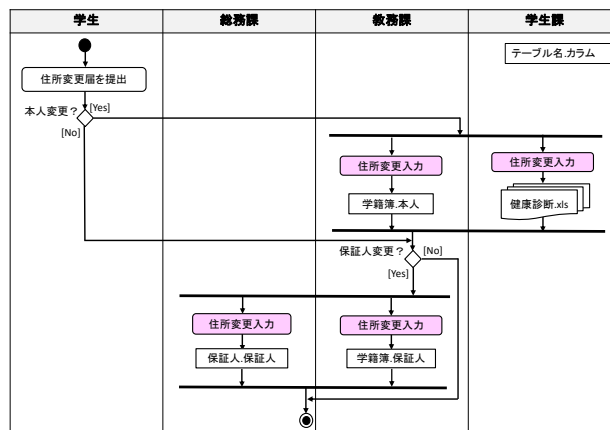 学生
総務課
教務課
学生課
テーブル名.カラム
住所変更届を提出
本人変更？
[Yes]
[No]
住所変更入力
住所変更入力
学籍簿.本人
健康診断.xls
保証人変更？
[No]
[Yes]
住所変更入力
住所変更入力
保証人.保証人
学籍簿.保証人